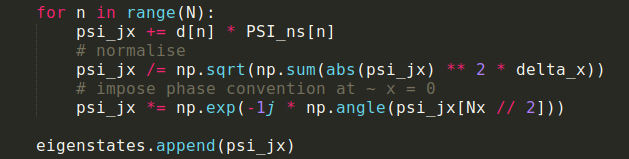 for n in range(N):
    psi_jx += d[n] * PSI_ns[n]
    # normalise
    psi_jx /= np.sqrt(np.sum(abs(psi_jx) ** 2 * delta_x))
    # impose phase convention at ~ x = 0
    psi_jx *= np.exp(-1j * np.angle(psi_jx[Nx // 2]))
eigenstates.append(psi_jx)